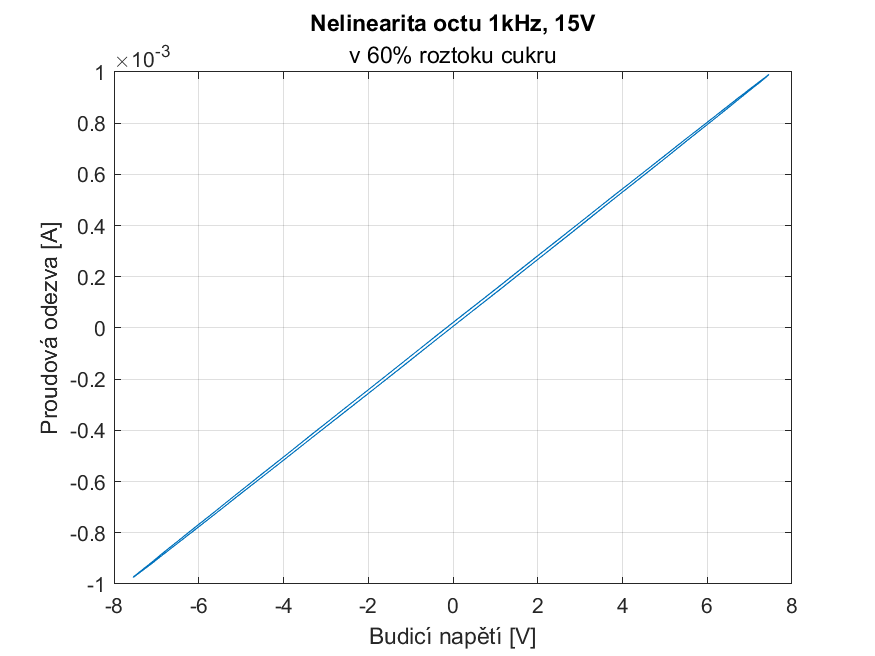 Nelinearita octu 1kHz, 15V
v 60% roztoku cukru
×10-3
1
0.8
0.6
0.4
0.2
0
-0.2
-0.4
-0.6
-0.8
-1
Proudová odezva [A]
-8 -6 -4 -2 0 2 4 6 8
Budicí napětí [V]